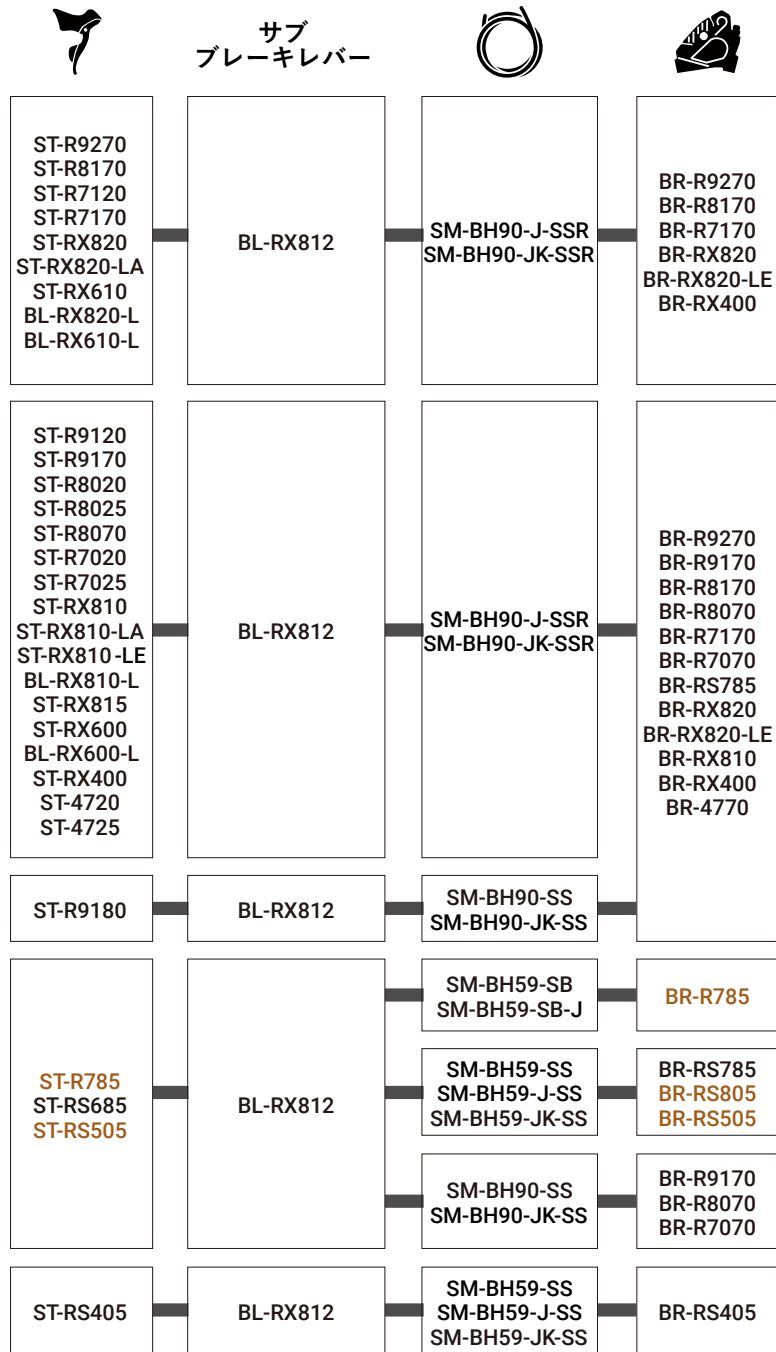 サブ
ブレーキレバー
ST-R9270
ST-R8170
ST-R7120
ST-R7170
ST-RX820
ST-RX820-LA
ST-RX610
BL-RX820-L
BL-RX610-L
BL-RX812
SM-BH90-J-SSR
SM-BH90-JK-SSR
BR-R9270
BR-R8170
BR-R7170
BR-RX820
BR-RX820-LE
BR-RX400
ST-R9120
ST-R9170
ST-R8020
ST-R8025
ST-R8070
ST-R7020
ST-R7025
ST-RX810
ST-RX810-LA
ST-RX810-LE
BL-RX810-L
ST-RX815
ST-RX600
BL-RX600-L
ST-RX400
ST-4720
ST-4725
BL-RX812
SM-BH90-J-SSR
SM-BH90-JK-SSR
BR-R9270
BR-R9170
BR-R8170
BR-R8070
BR-R7170
BR-R7070
BR-RS785
BR-RX820
BR-RX820-LE
BR-RX810
BR-RX400
BR-4770
ST-R9180
BL-RX812
SM-BH90-SS
SM-BH90-JK-SS
ST-R785
ST-RS685
ST-RS505
BL-RX812
SM-BH59-SB
SM-BH59-SB-J
BR-R785
SM-BH59-SS
SM-BH59-J-SS
SM-BH59-JK-SS
BR-RS785
BR-RS805
BR-RS505
SM-BH90-SS
SM-BH90-JK-SS
BR-R9170
BR-R8070
BR-R7070
ST-RS405
BL-RX812
SM-BH59-SS
SM-BH59-J-SS
SM-BH59-JK-SS
BR-RS405